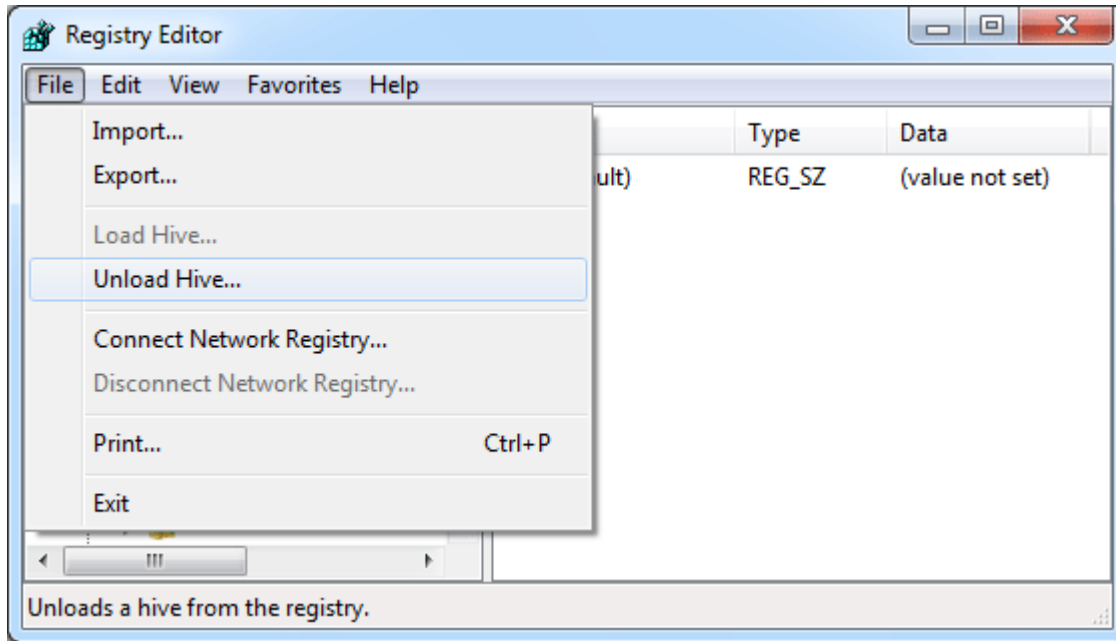 Registry Editor
File Edit View Favorites Help
Import...
Type Data
Export...
ult) REG_SZ (value not set)
Load Hive...
Unload Hive...
Connect Network Registry...
Disconnect Network Registry...
Print... Ctrl+P
Exit
Unloads a hive from the registry.